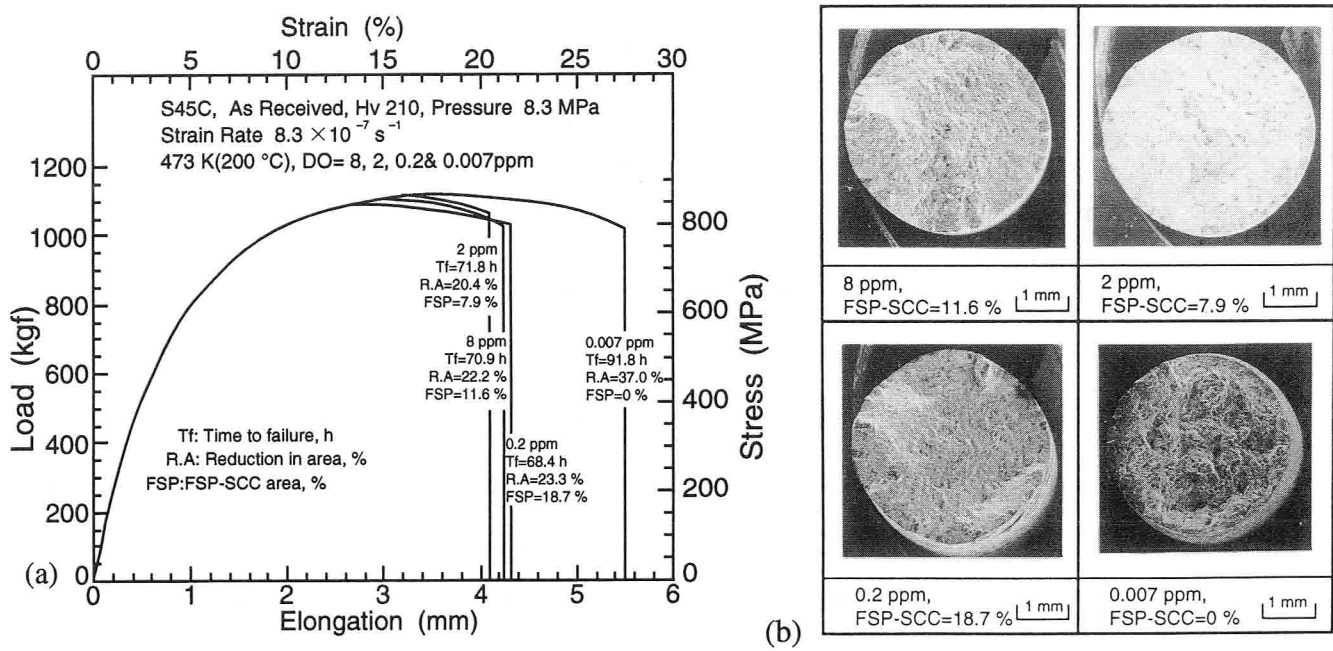 Strain (%)
0 5 10 15 20 25 30
S45C, As Received, Hv 210, Pressure 8.3 MPa
Strain Rate 8.3 × 10⁻⁷ s⁻¹
473 K(200 °C), DO= 8, 2, 0.2& 0.007ppm
1200
1100
1000
800
600
1000
400
200
0
Load (kgf)
800
600
400
200
0
Stress (MPa)
2 ppm
Tf=71.8 h
R.A=20.4 %
FSP=7.9 %
8 ppm
Tf=70.9 h
R.A=22.2 %
FSP=11.6 %
0.007 ppm
Tf=91.8 h
R.A=37.0 %
FSP=0 %
0.2 ppm
Tf=68.4 h
R.A=23.3 %
FSP=18.7 %
Tf: Time to failure, h
R.A: Reduction in area, %
FSP:FSP-SCC area, %
(a)
0 1 2 3 4 5 6
Elongation (mm)
8 ppm,
FSP-SCC=11.6 % 1 mm
2 ppm,
FSP-SCC=7.9 % 1 mm
0.2 ppm,
FSP-SCC=18.7 % 1 mm
0.007 ppm,
FSP-SCC=0 % 1 mm
(b)